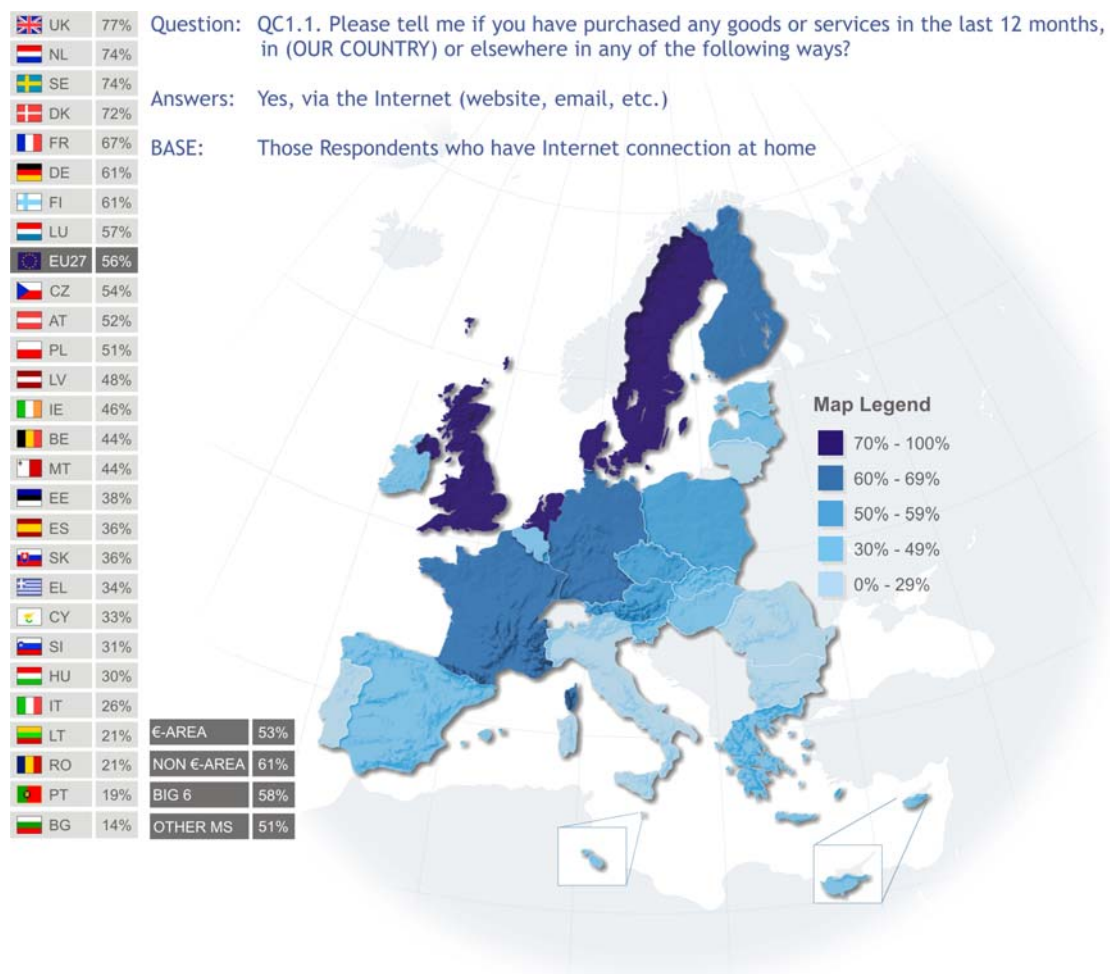 Question: QC1.1. Please tell me if you have purchased any goods or services in the last 12 months,
in (OUR COUNTRY) or elsewhere in any of the following ways?
Answers: Yes, via the Internet (website, email, etc.)
BASE: Those Respondents who have Internet connection at home
UK 77%
NL 74%
SE 74%
DK 72%
FR 67%
DE 61%
FI 61%
LU 57%
EU27 56%
CZ 54%
AT 52%
PL 51%
LV 48%
IE 46%
BE 44%
MT 44%
EE 38%
ES 36%
SK 36%
EL 34%
CY 33%
SI 31%
HU 30%
IT 26%
LT 21%
RO 21%
PT 19%
BG 14%
€-AREA 53%
NON €-AREA 61%
BIG 6 58%
OTHER MS 51%
Map Legend
70% - 100%
60% - 69%
50% - 59%
30% - 49%
0% - 29%